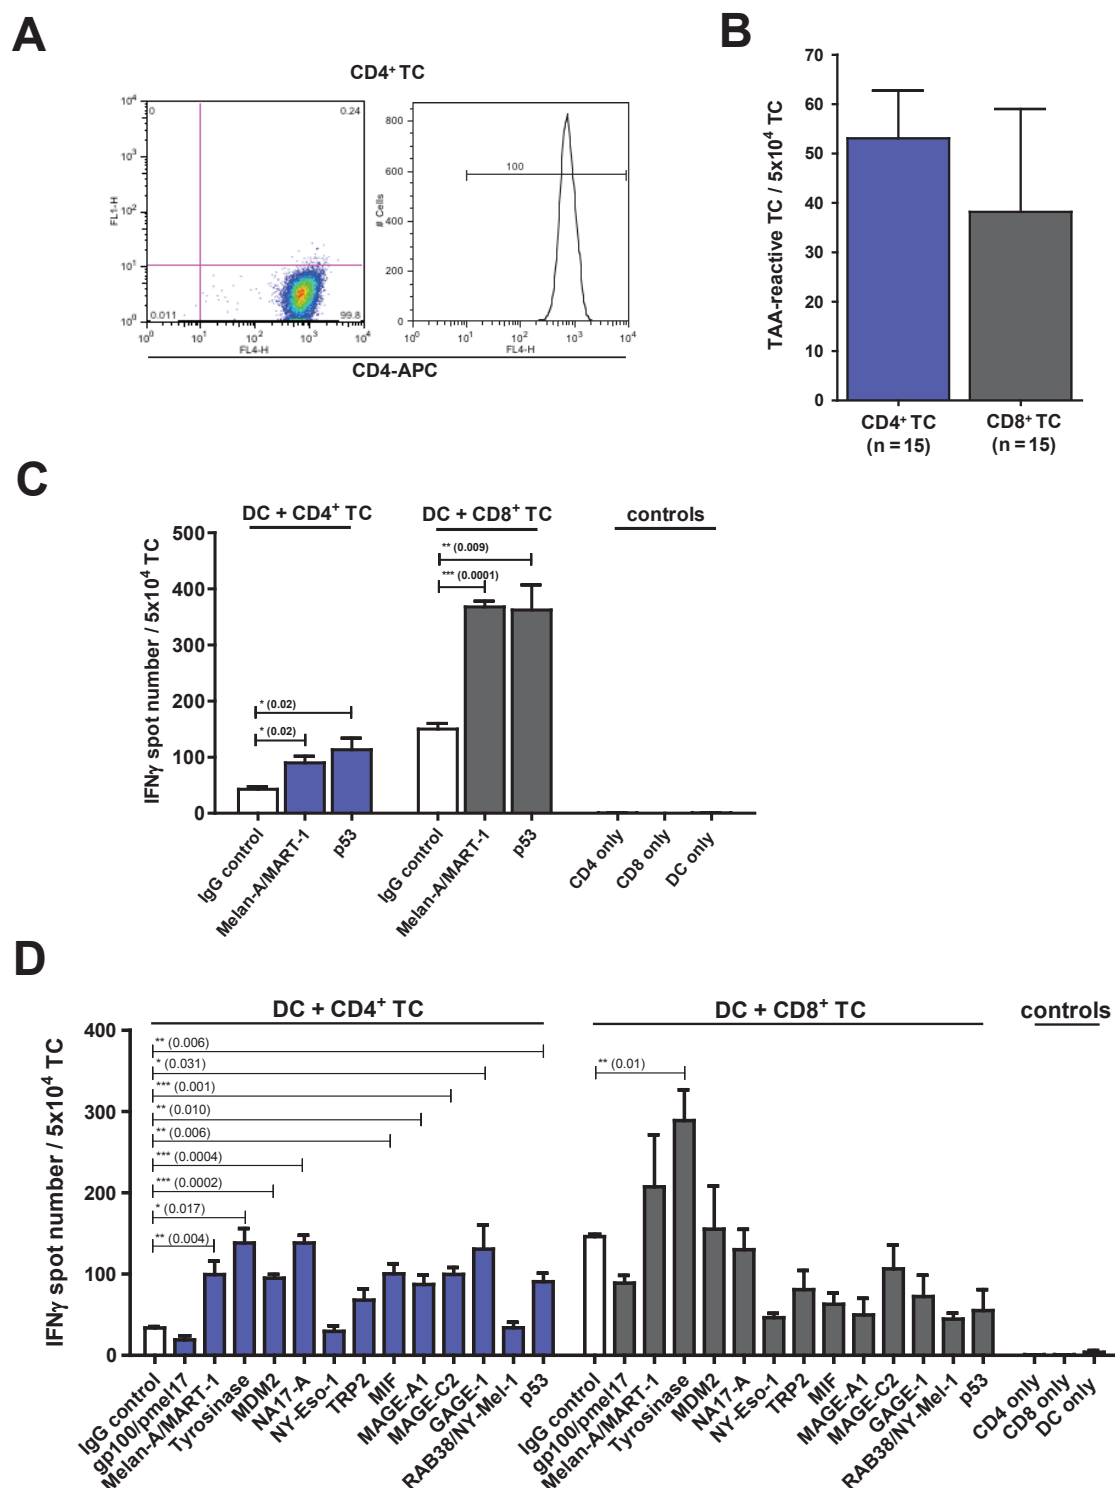 A
CD4⁺ TC
10⁴
10³
10²
10¹
10⁰
FL1-H
0
0.24
0.011
99.8
10⁰ 10¹ 10² 10³ 10⁴
FL4-H
800
600
400
200
0
# Cells
100
10⁰ 10¹ 10² 10³ 10⁴
FL4-H
CD4-APC
B
70
60
50
40
30
20
10
0
TAA-reactive TC / 5x10⁴ TC
CD4⁺ TC
(n = 15)
CD8⁺ TC
(n = 15)
C
DC + CD4⁺ TC
DC + CD8⁺ TC
controls
500
400
300
200
100
0
IFNγ spot number / 5x10⁴ TC
* (0.02)
* (0.02)
** (0.009)
*** (0.0001)
IgG control
Melan-A/MART-1
p53
IgG control
Melan-A/MART-1
p53
CD4 only
CD8 only
DC only
D
DC + CD4⁺ TC
DC + CD8⁺ TC
controls
400
300
200
100
0
IFNγ spot number / 5x10⁴ TC
** (0.006)
* (0.031)
*** (0.001)
** (0.010)
** (0.006)
*** (0.0004)
*** (0.0002)
* (0.017)
** (0.004)
** (0.01)
IgG control
gp100/pmel17
Melan-A/MART-1
Tyrosinase
MDM2
NA17-A
NY-Eso-1
TRP2
MIF
MAGE-A1
MAGE-C2
GAGE-1
RAB38/NY-Mel-1
p53
IgG control
gp100/pmel17
Melan-A/MART-1
Tyrosinase
MDM2
NA17-A
NY-Eso-1
TRP2
MIF
MAGE-A1
MAGE-C2
GAGE-1
RAB38/NY-Mel-1
p53
CD4 only
CD8 only
DC only